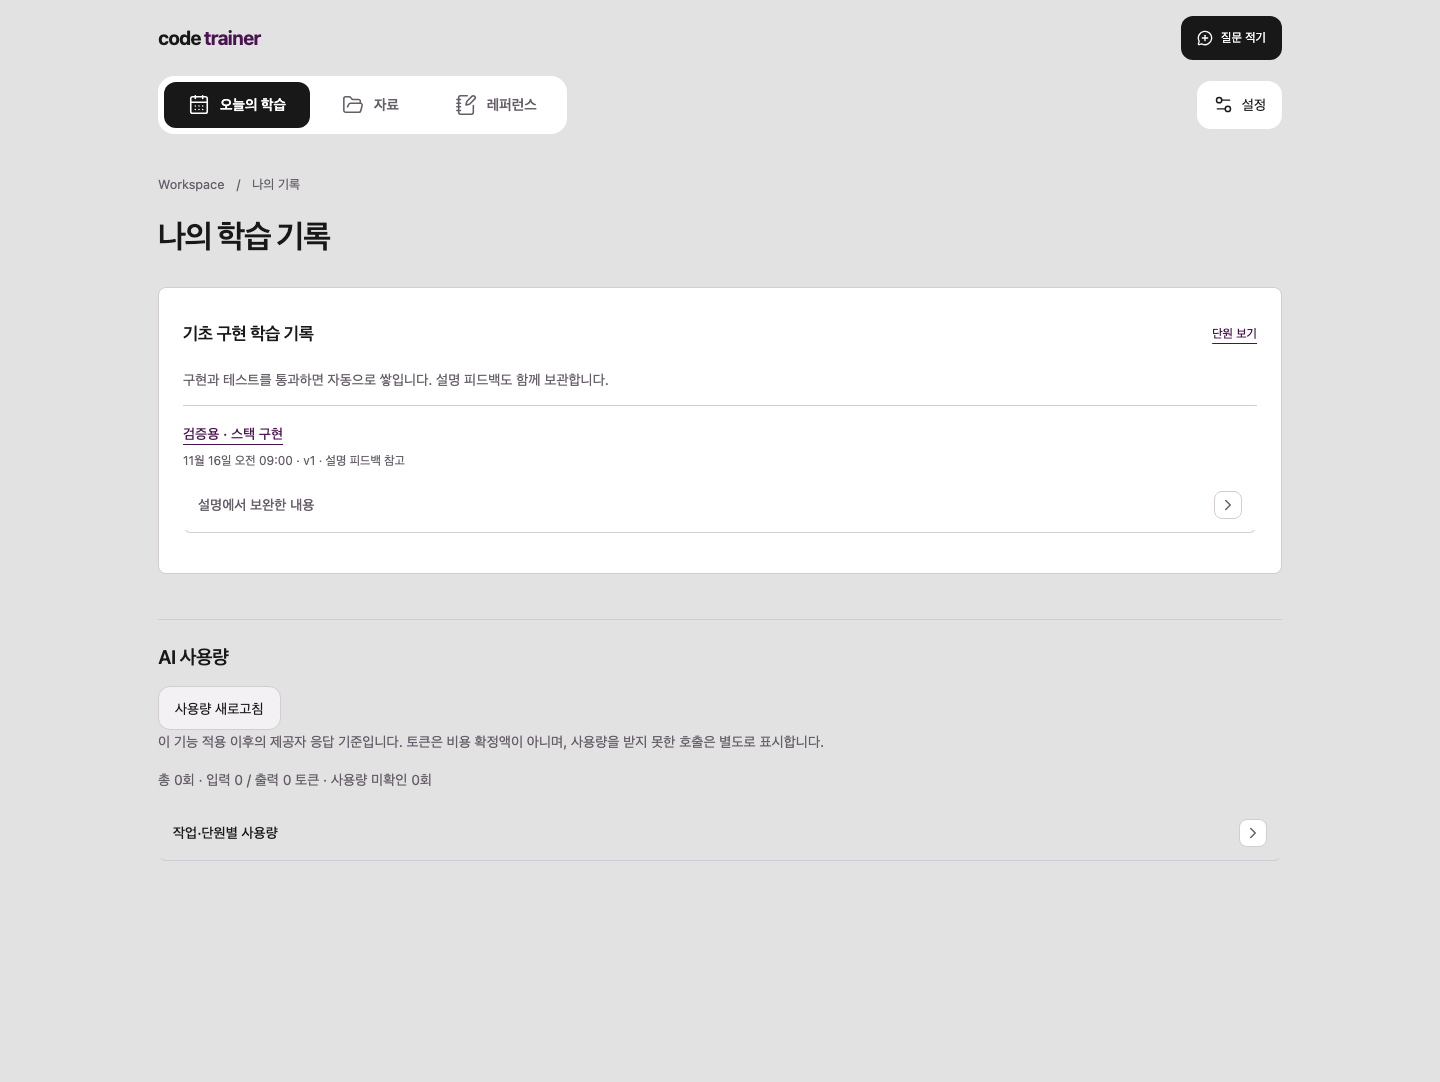 code trainer
질문 적기
오늘의 학습
자료
레퍼런스
설정
Workspace / 나의 기록
나의 학습 기록
기초 구현 학습 기록
단원 보기
구현과 테스트를 통과하면 자동으로 쌓입니다. 설명 피드백도 함께 보관합니다.
검증용 · 스택 구현
11월 16일 오전 09:00 · v1 · 설명 피드백 참고
설명에서 보완한 내용
AI 사용량
사용량 새로고침
이 기능 적용 이후의 제공자 응답 기준입니다. 토큰은 비용 확정액이 아니며, 사용량을 받지 못한 호출은 별도로 표시합니다.
총 0회 · 입력 0 / 출력 0 토큰 · 사용량 미확인 0회
작업·단원별 사용량